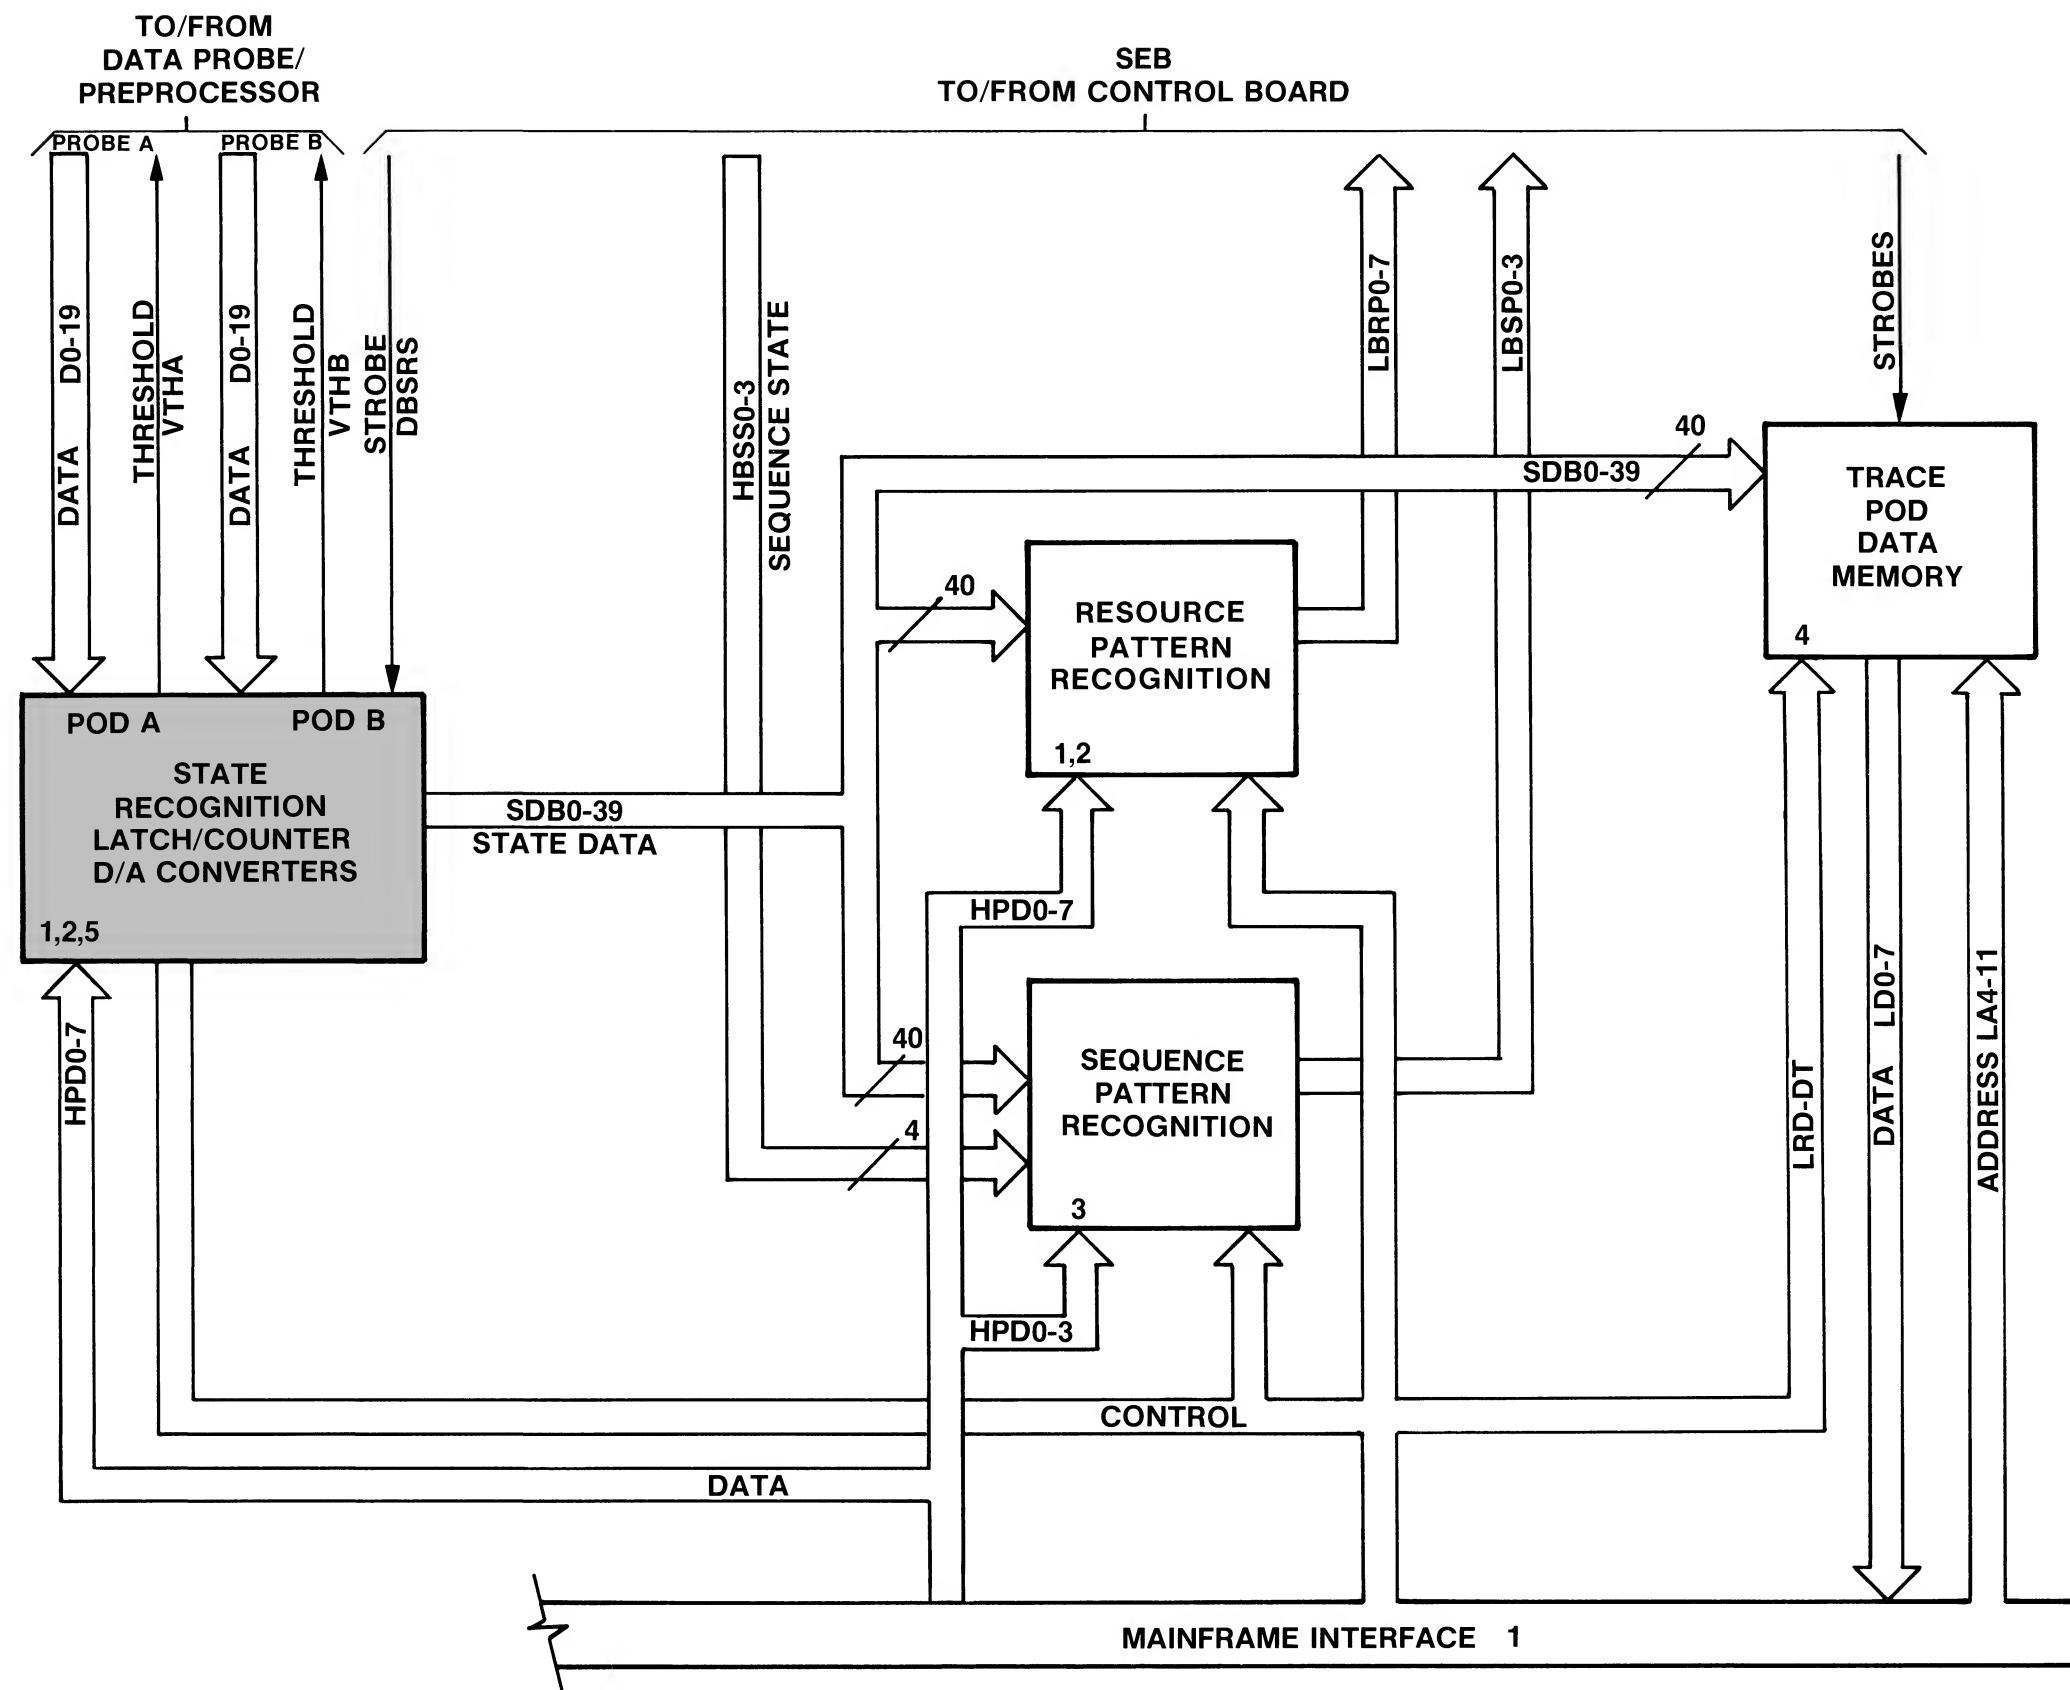 TO/FROM
DATA PROBE/
PREPROCESSOR
SEB
TO/FROM CONTROL BOARD
PROBE A
PROBE B
DATA D0-19
THRESHOLD
VTHA
DATA D0-19
THRESHOLD
VTHB
STROBE
DBSRS
HBSS0-3
SEQUENCE STATE
LBRP0-7
LBSP0-3
STROBES
40
SDB0-39
TRACE
POD
DATA
MEMORY
4
40
RESOURCE
PATTERN
RECOGNITION
1,2
POD A
POD B
STATE
RECOGNITION
LATCH/COUNTER
D/A CONVERTERS
1,2,5
SDB0-39
STATE DATA
HPD0-7
HPD0-7
40
4
SEQUENCE
PATTERN
RECOGNITION
3
HPD0-3
LRD-DT
DATA LD0-7
ADDRESS LA4-11
CONTROL
DATA
MAINFRAME INTERFACE 1